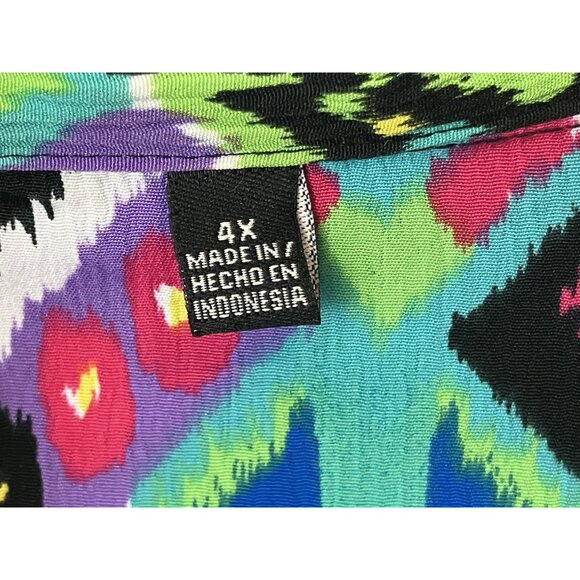 4X
MADE IN/
HECHO EN
INDONESIA